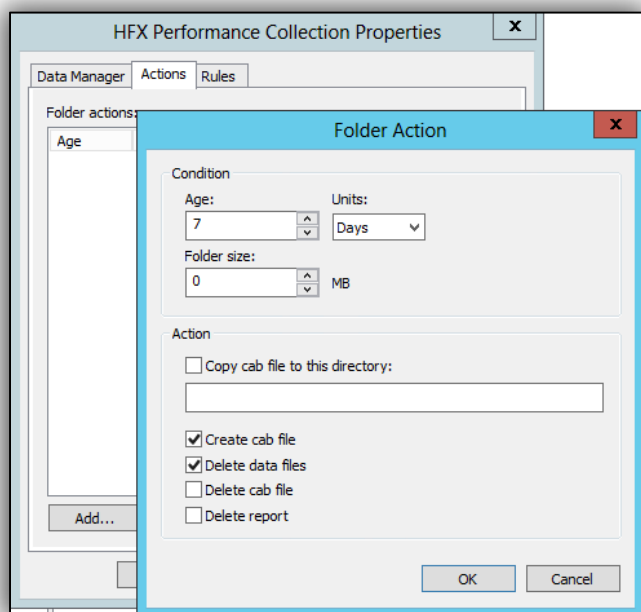 HFX Performance Collection Properties
x
Data Manager Actions Rules
Folder actions:
Age
Folder Action
x
Condition
Age: Units:
7 Days
Folder size:
0 MB
Action
Copy cab file to this directory:
Create cab file
Delete data files
Delete cab file
Delete report
Add...
OK Cancel